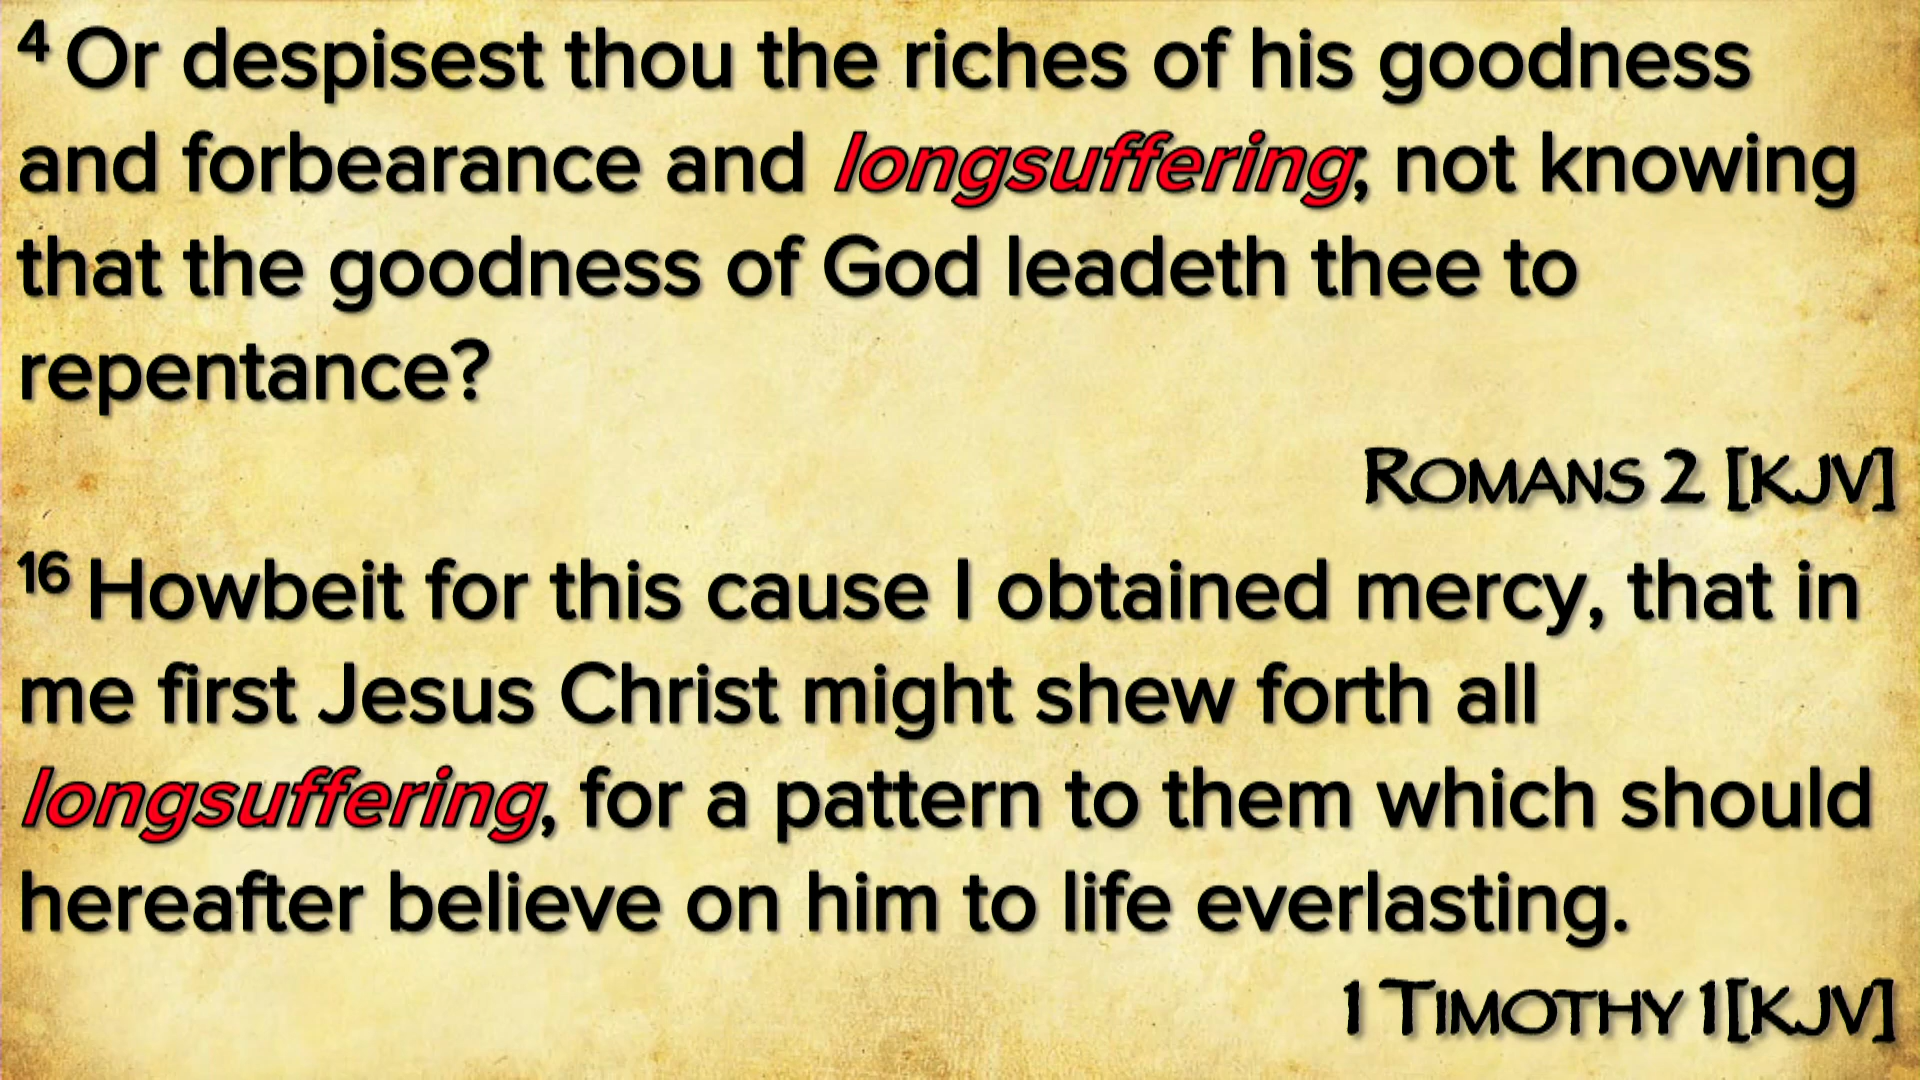 4 Or despisest thou the riches of his goodness
and forbearance and longsuffering; not knowing
that the goodness of God leadeth thee to
repentance?
Romans 2 [KJV]
16 Howbeit for this cause I obtained mercy, that in
me first Jesus Christ might shew forth all
longsuffering, for a pattern to them which should
hereafter believe on him to life everlasting.
1 Timothy 1[KJV]